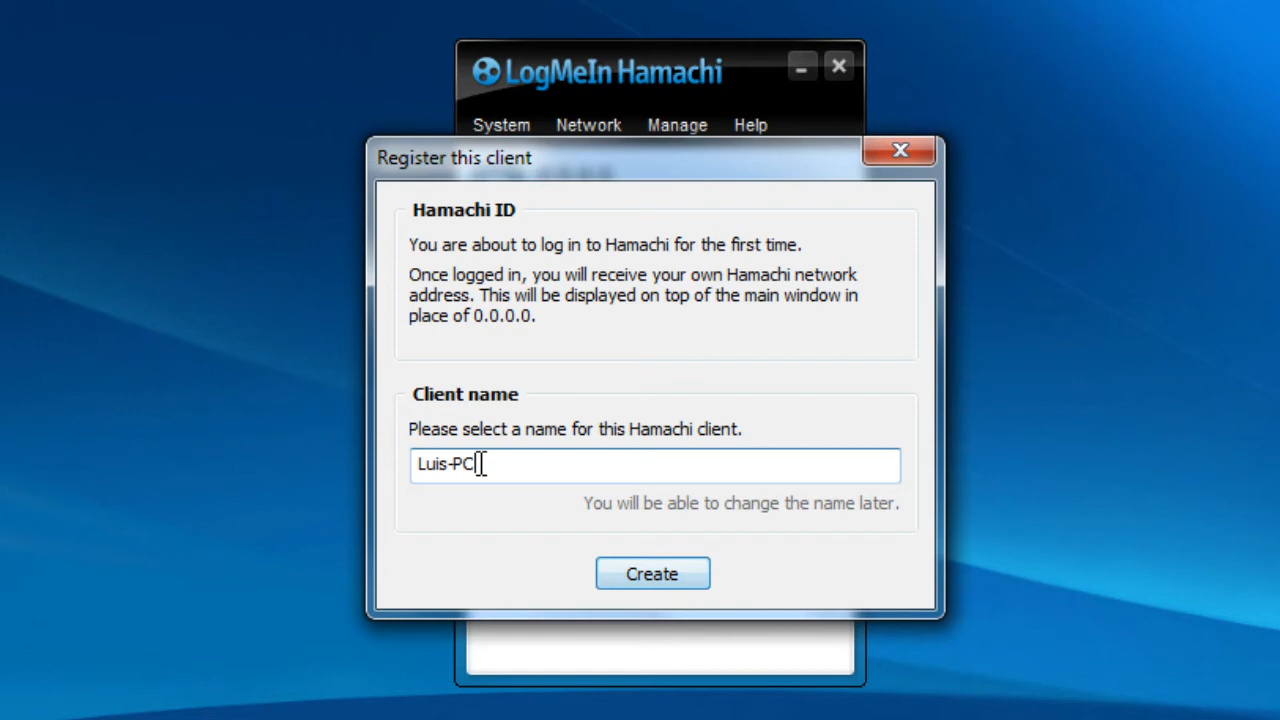 LogMeIn Hamachi
System Network Manage Help
Register this client
Hamachi ID
You are about to log in to Hamachi for the first time.
Once logged in, you will receive your own Hamachi network
address. This will be displayed on top of the main window in
place of 0.0.0.0.
Client name
Please select a name for this Hamachi client.
Luis-PC
You will be able to change the name later.
Create